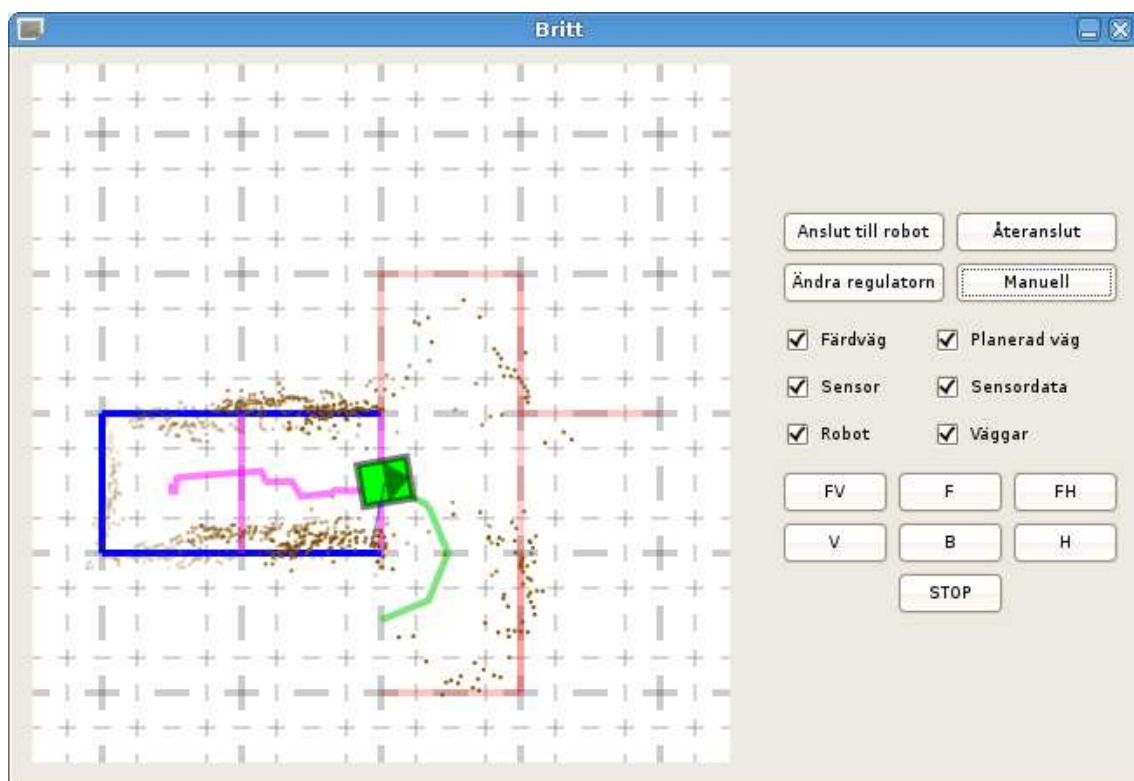 Britt
Anslut till robot Återanslut
Ändra regulatorn Manuell
Färdväg Planerad väg
Sensor Sensordata
Robot Väggar
FV F FH
V B H
STOP